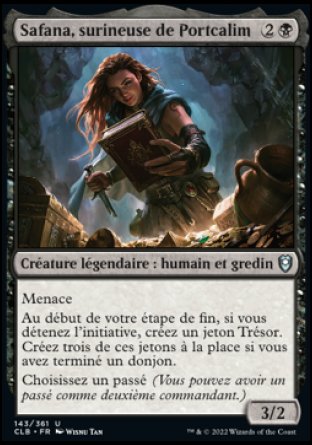 Safana, surineuse de Portcalim 2
Créature légendaire : humain et gredin
Menace
Au début de votre étape de fin, si vous
détenez l'initiative, créez un jeton Trésor.
Créez trois de ces jetons à la place si vous
avez terminé un donjon.
Choisissez un passé (Vous pouvez avoir un
passé comme deuxième commandant.)
3/2
143/361 U
CLB • FR Wisnu Tan
™ & © 2022 Wizards of the Coast